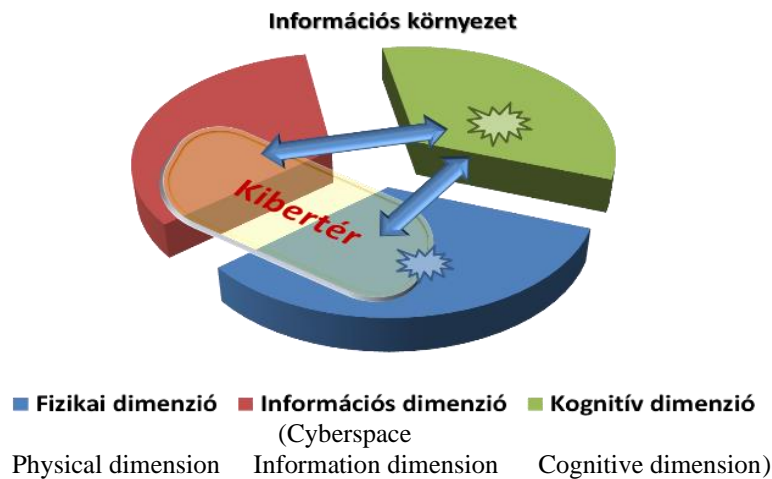 Információs környezet
Kibertér
Fizikai dimenzió Információs dimenzió Kognitív dimenzió
(Cyberspace
Physical dimension Information dimension Cognitive dimension)